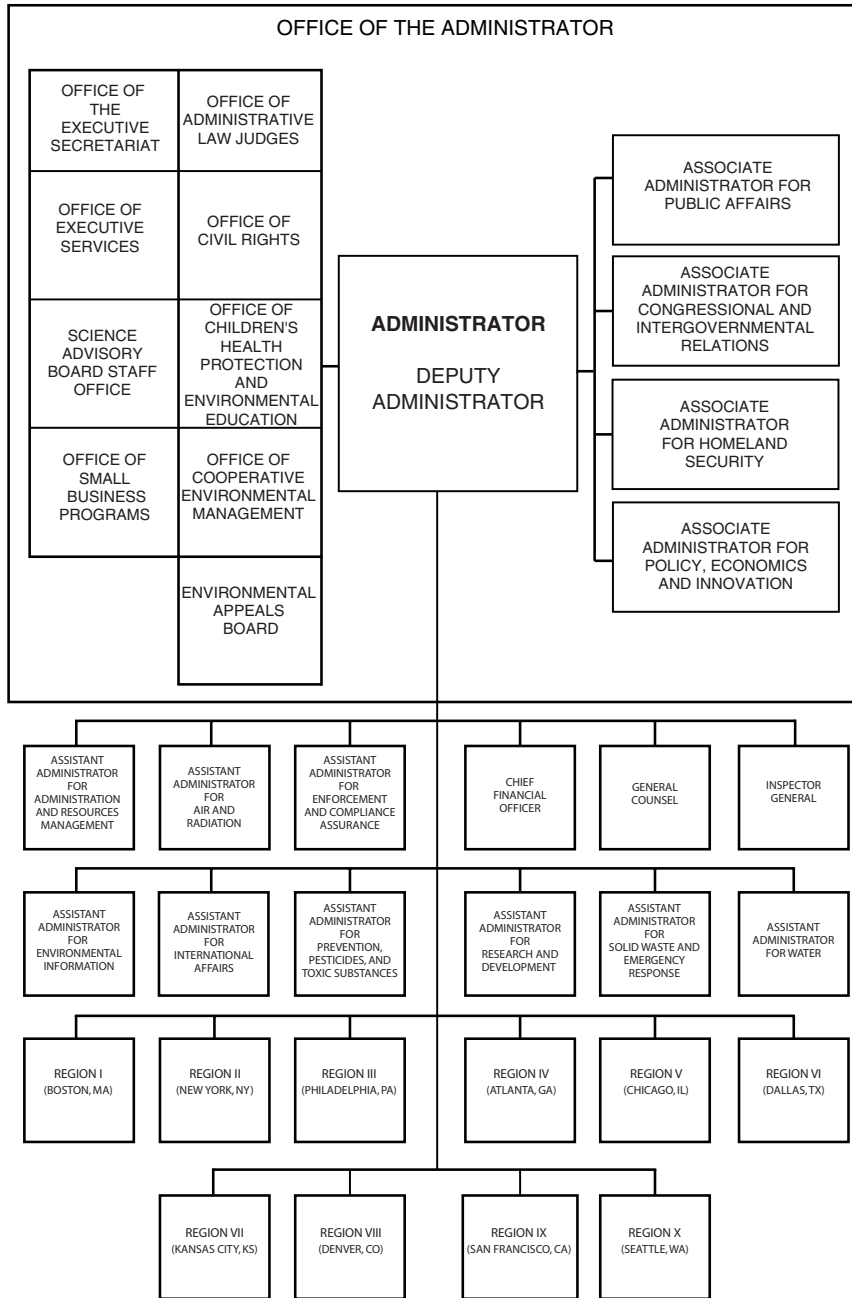 OFFICE OF THE ADMINISTRATOR
OFFICE OF
THE
EXECUTIVE
SECRETARIAT
OFFICE OF
ADMINISTRATIVE
LAW JUDGES
OFFICE OF
EXECUTIVE
SERVICES
OFFICE OF
CIVIL RIGHTS
SCIENCE
ADVISORY
BOARD STAFF
OFFICE
OFFICE OF
CHILDREN'S
HEALTH
PROTECTION
AND
ENVIRONMENTAL
EDUCATION
OFFICE OF
SMALL
BUSINESS
PROGRAMS
OFFICE OF
COOPERATIVE
ENVIRONMENTAL
MANAGEMENT
ENVIRONMENTAL
APPEALS
BOARD
ADMINISTRATOR
DEPUTY
ADMINISTRATOR
ASSOCIATE
ADMINISTRATOR FOR
PUBLIC AFFAIRS
ASSOCIATE
ADMINISTRATOR FOR
CONGRESSIONAL AND
INTERGOVERNMENTAL
RELATIONS
ASSOCIATE
ADMINISTRATOR
FOR HOMELAND
SECURITY
ASSOCIATE
ADMINISTRATOR FOR
POLICY, ECONOMICS
AND INNOVATION
ASSISTANT
ADMINISTRATOR
FOR
ADMINISTRATION
AND RESOURCES
MANAGEMENT
ASSISTANT
ADMINISTRATOR
FOR
AIR AND
RADIATION
ASSISTANT
ADMINISTRATOR
FOR
ENFORCEMENT
AND COMPLIANCE
ASSURANCE
CHIEF
FINANCIAL
OFFICER
GENERAL
COUNSEL
INSPECTOR
GENERAL
ASSISTANT
ADMINISTRATOR
FOR
ENVIRONMENTAL
INFORMATION
ASSISTANT
ADMINISTRATOR
FOR
INTERNATIONAL
AFFAIRS
ASSISTANT
ADMINISTRATOR
FOR
PREVENTION,
PESTICIDES, AND
TOXIC SUBSTANCES
ASSISTANT
ADMINISTRATOR
FOR
RESEARCH AND
DEVELOPMENT
ASSISTANT
ADMINISTRATOR
FOR
SOLID WASTE AND
EMERGENCY
RESPONSE
ASSISTANT
ADMINISTRATOR
FOR WATER
REGION I
(BOSTON, MA)
REGION II
(NEW YORK, NY)
REGION III
(PHILADELPHIA, PA)
REGION IV
(ATLANTA, GA)
REGION V
(CHICAGO, IL)
REGION VI
(DALLAS, TX)
REGION VII
(KANSAS CITY, KS)
REGION VIII
(DENVER, CO)
REGION IX
(SAN FRANCISCO, CA)
REGION X
(SEATTLE, WA)